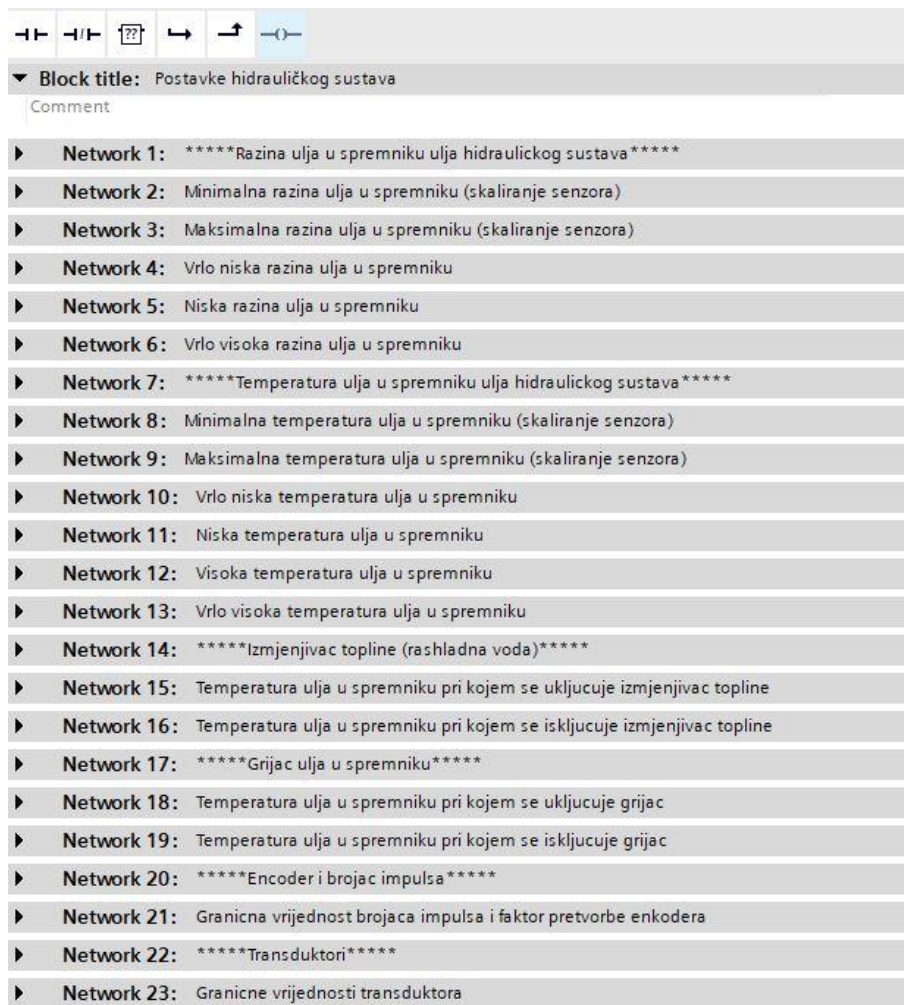 ??
Block title: Postavke hidrauličkog sustava
Comment
Network 1: *****Razina ulja u spremniku ulja hidraulickog sustava*****
Network 2: Minimalna razina ulja u spremniku (skaliranje senzora)
Network 3: Maksimalna razina ulja u spremniku (skaliranje senzora)
Network 4: Vrlo niska razina ulja u spremniku
Network 5: Niska razina ulja u spremniku
Network 6: Vrlo visoka razina ulja u spremniku
Network 7: *****Temperatura ulja u spremniku ulja hidraulickog sustava*****
Network 8: Minimalna temperatura ulja u spremniku (skaliranje senzora)
Network 9: Maksimalna temperatura ulja u spremniku (skaliranje senzora)
Network 10: Vrlo niska temperatura ulja u spremniku
Network 11: Niska temperatura ulja u spremniku
Network 12: Visoka temperatura ulja u spremniku
Network 13: Vrlo visoka temperatura ulja u spremniku
Network 14: *****Izmjenjivac topline (rashladna voda)*****
Network 15: Temperatura ulja u spremniku pri kojem se ukljucuje izmjenjivac topline
Network 16: Temperatura ulja u spremniku pri kojem se iskljucuje izmjenjivac topline
Network 17: *****Grijac ulja u spremniku*****
Network 18: Temperatura ulja u spremniku pri kojem se ukljucuje grijac
Network 19: Temperatura ulja u spremniku pri kojem se iskljucuje grijac
Network 20: *****Encoder i brojac impulsa*****
Network 21: Granicna vrijednost brojaca impulsa i faktor pretvorbe enkodera
Network 22: *****Transduktori*****
Network 23: Granicne vrijednosti transduktora